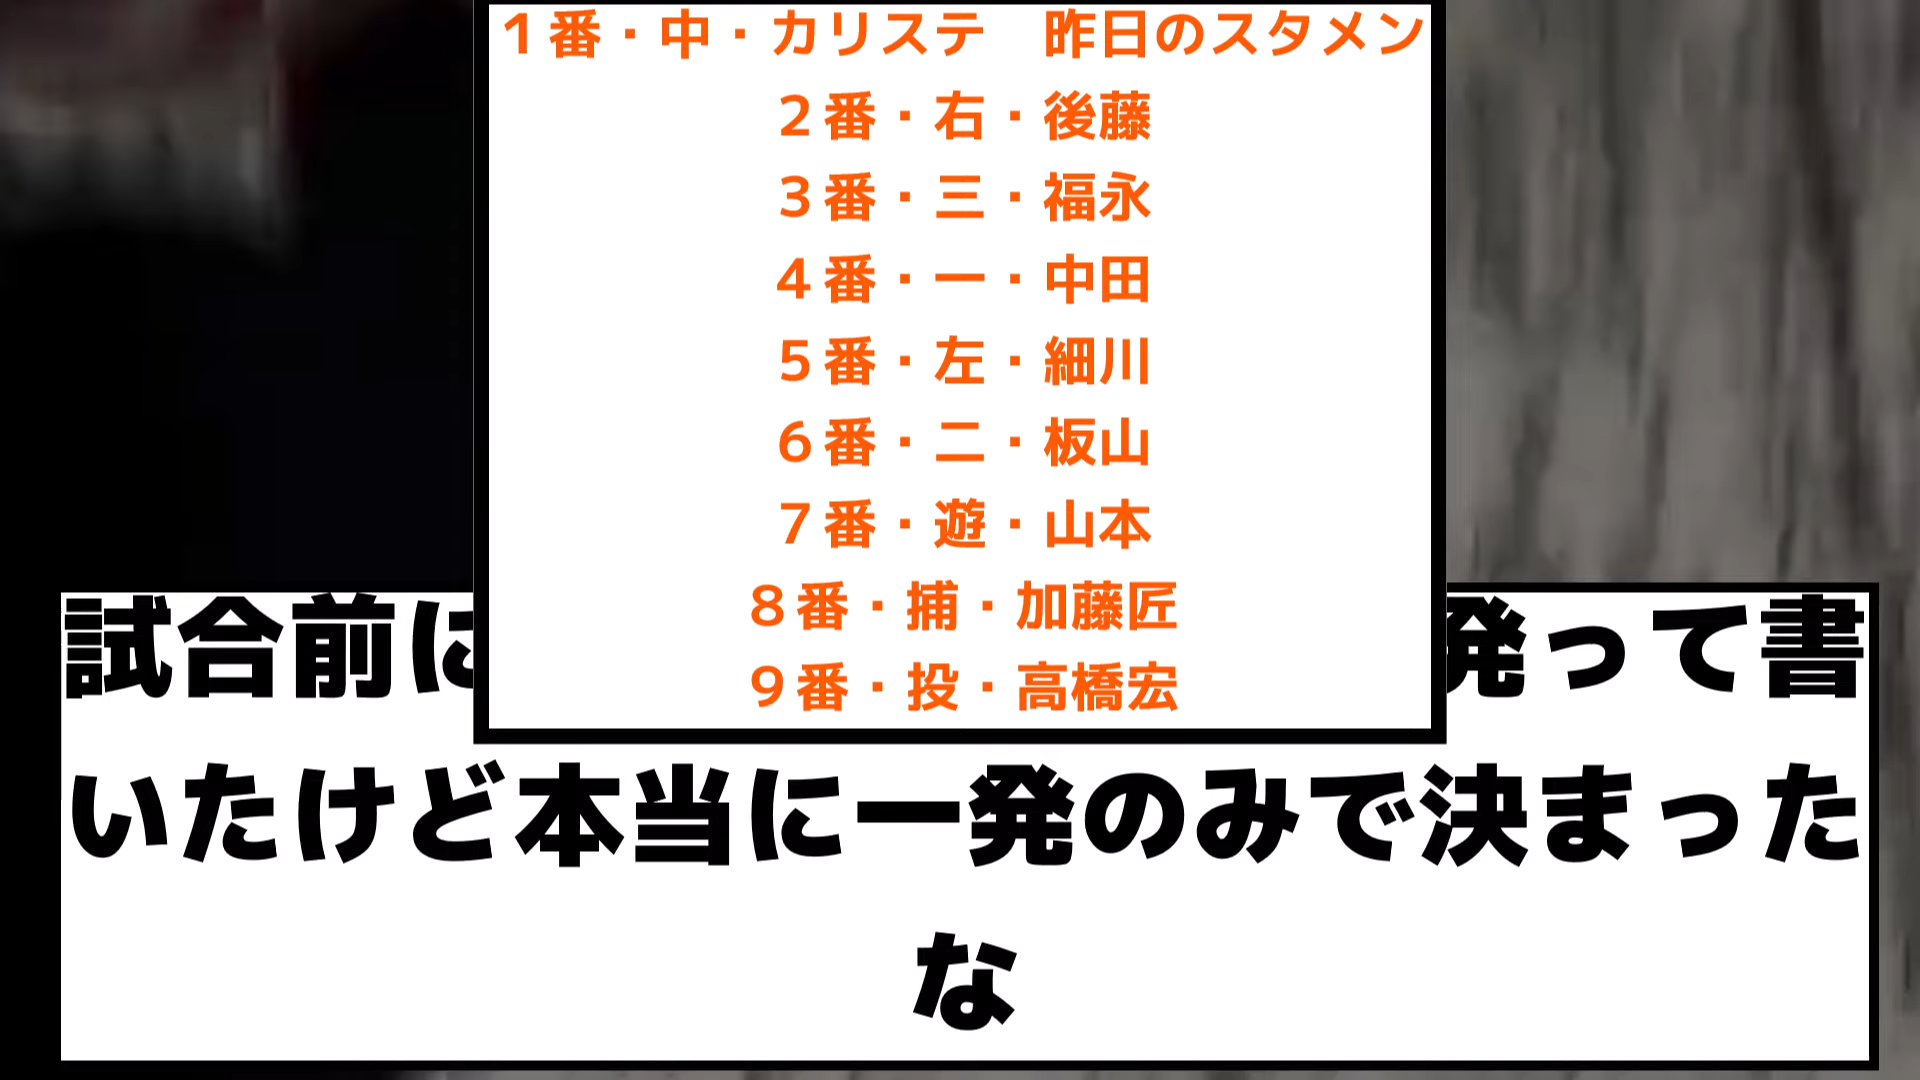 １番・中・カリステ　昨日のスタメン
２番・右・後藤
３番・三・福永
４番・一・中田
５番・左・細川
６番・二・板山
７番・遊・山本
８番・捕・加藤匠
９番・投・高橋宏
試合前に
発って書
いたけど本当に一発のみで決まった
な